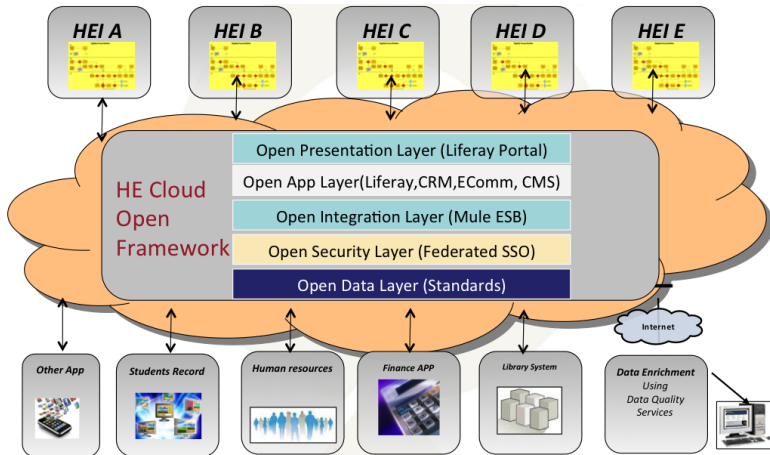 HEI A
HEI B
HEI C
HEI D
HEI E
HE Cloud
Open
Framework
Open Presentation Layer (Liferay Portal)
Open App Layer(Liferay,CRM,EComm, CMS)
Open Integration Layer (Mule ESB)
Open Security Layer (Federated SSO)
Open Data Layer (Standards)
Internet
Other App
Students Record
Human resources
Finance APP
Library System
Data Enrichment
Using
Data Quality
Services